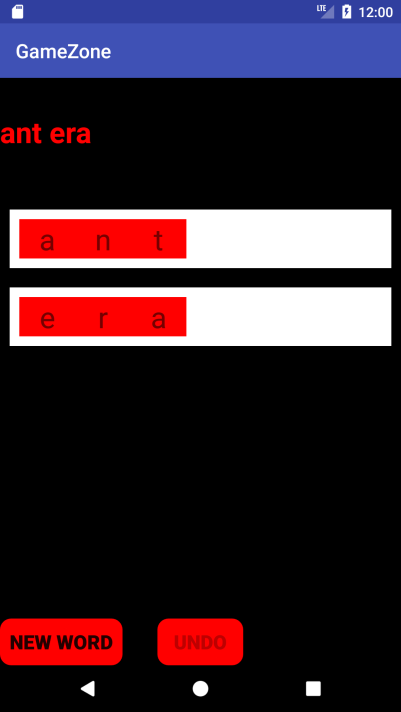 LTE 12:00
GameZone
ant era
a n t
e r a
NEW WORD UNDO